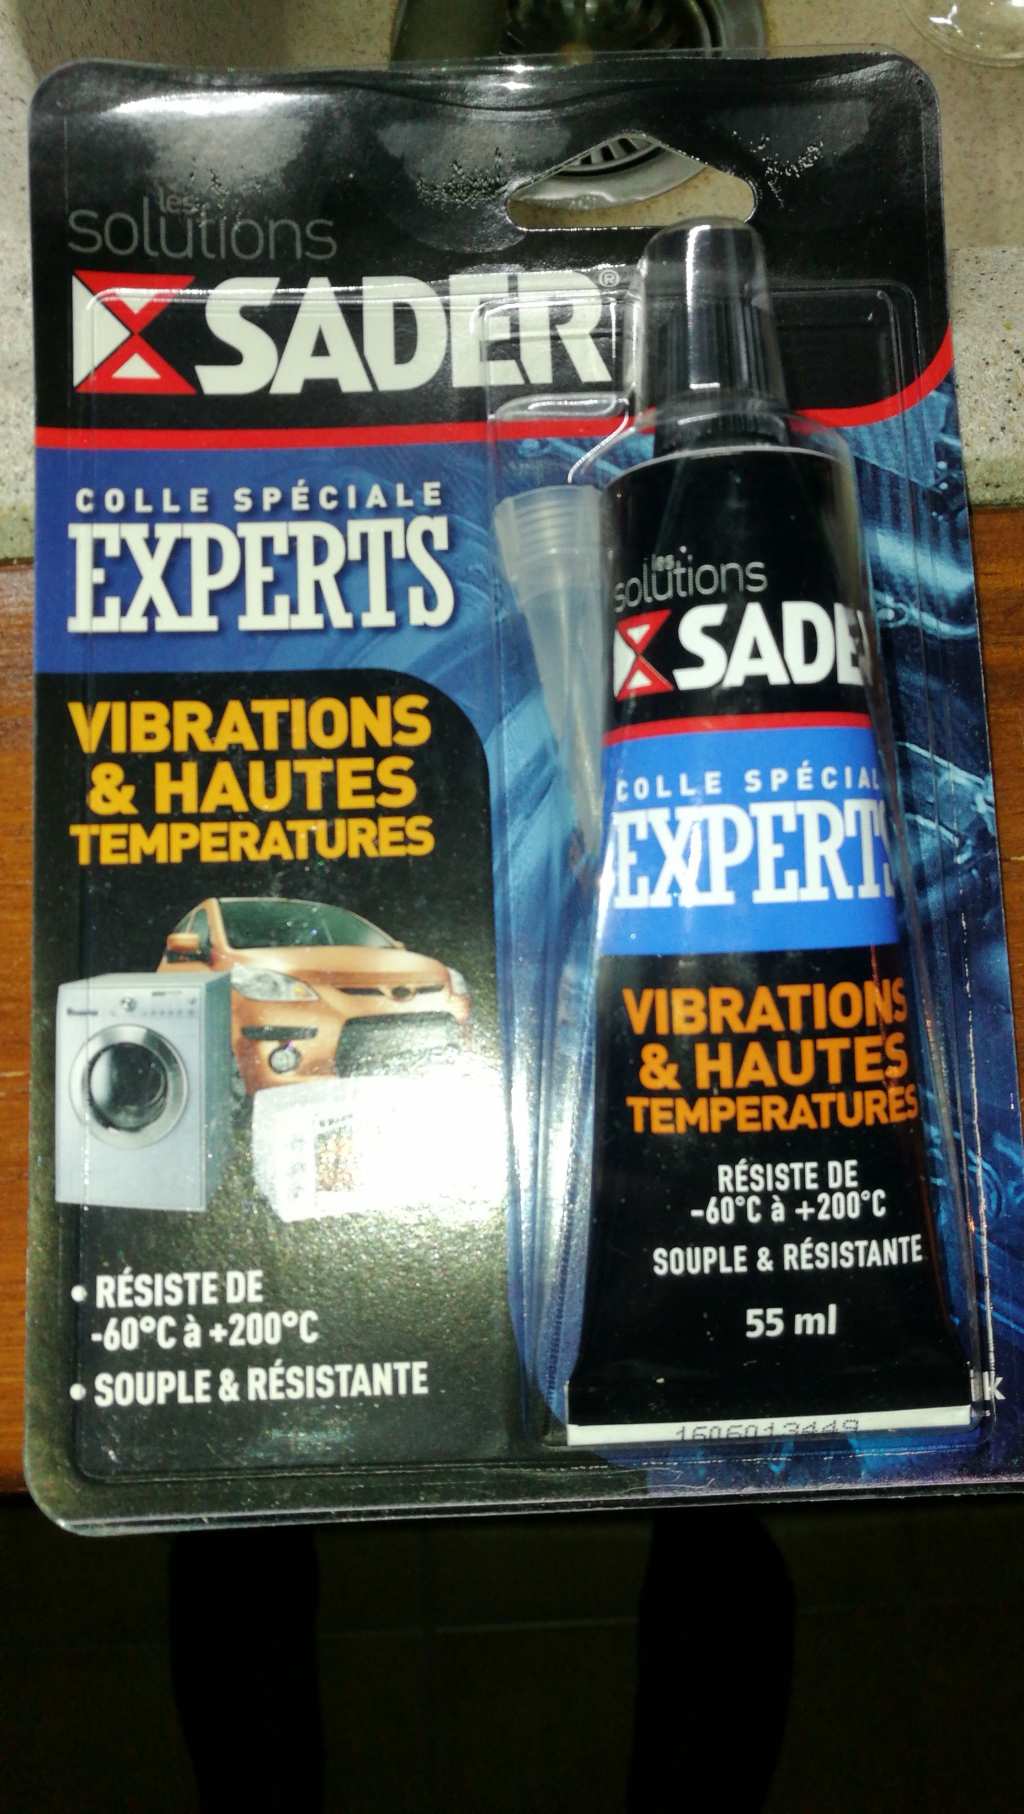 les
solutions
SADER®
COLLE SPÉCIALE
EXPERTS
VIBRATIONS
& HAUTES
TEMPERATURES
• RÉSISTE DE
-60°C à +200°C
• SOUPLE & RÉSISTANTE
les
solutions
SADE
COLLE SPÉCIAL
EXPERTS
VIBRATIONS
& HAUTES
TEMPERATURES
RÉSISTE DE
-60°C à +200°C
SOUPLE & RÉSISTANTE
55 ml
1606013449